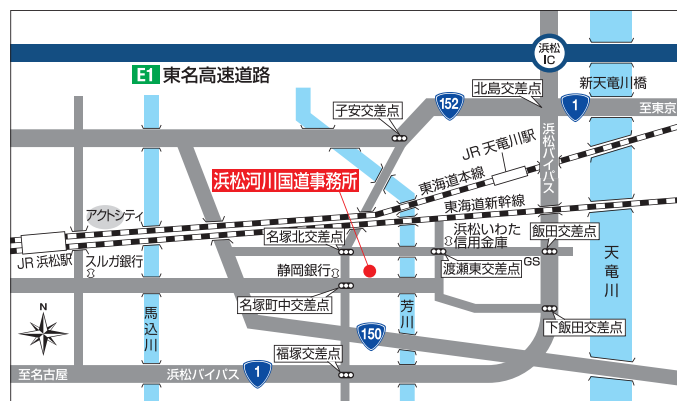 浜松
IC
E1 東名高速道路
新天竜川橋
北島交差点
子安交差点
152
1
至東京
JR 天竜川駅
浜松バイパス
浜松河川国道事務所
東海道本線
東海道新幹線
アクトシティ
浜松いわた
信用金庫
名塚北交差点
飯田交差点
JR 浜松駅
スルガ銀行
静岡銀行
渡瀬東交差点
GS
天竜川
名塚町中交差点
N
馬込川
芳川
下飯田交差点
150
福塚交差点
至名古屋
浜松バイパス
1